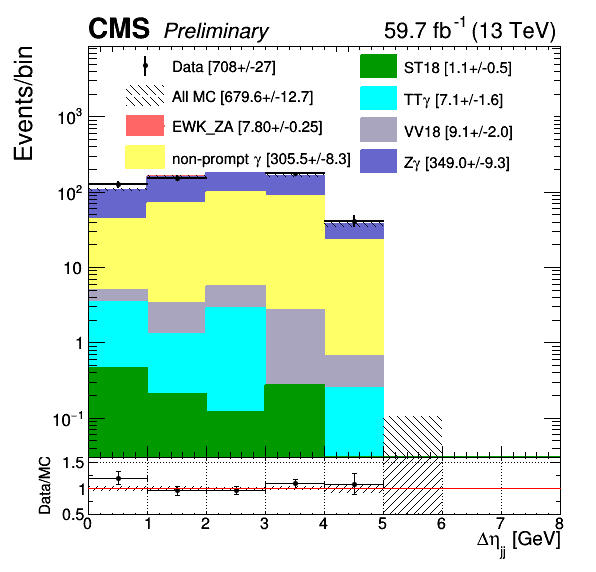 CMS Preliminary 59.7 fb⁻¹ (13 TeV)
Events/bin
Data [708+/-27]
All MC [679.6+/-12.7]
EWK_ZA [7.80+/-0.25]
non-prompt γ [305.5+/-8.3]
ST18 [1.1+/-0.5]
TTγ [7.1+/-1.6]
VV18 [9.1+/-2.0]
Zγ [349.0+/-9.3]
10³
10²
10
1
10⁻¹
Data/MC
1.5
1
0.5
0 1 2 3 4 5 6 7 8
Δηjj [GeV]